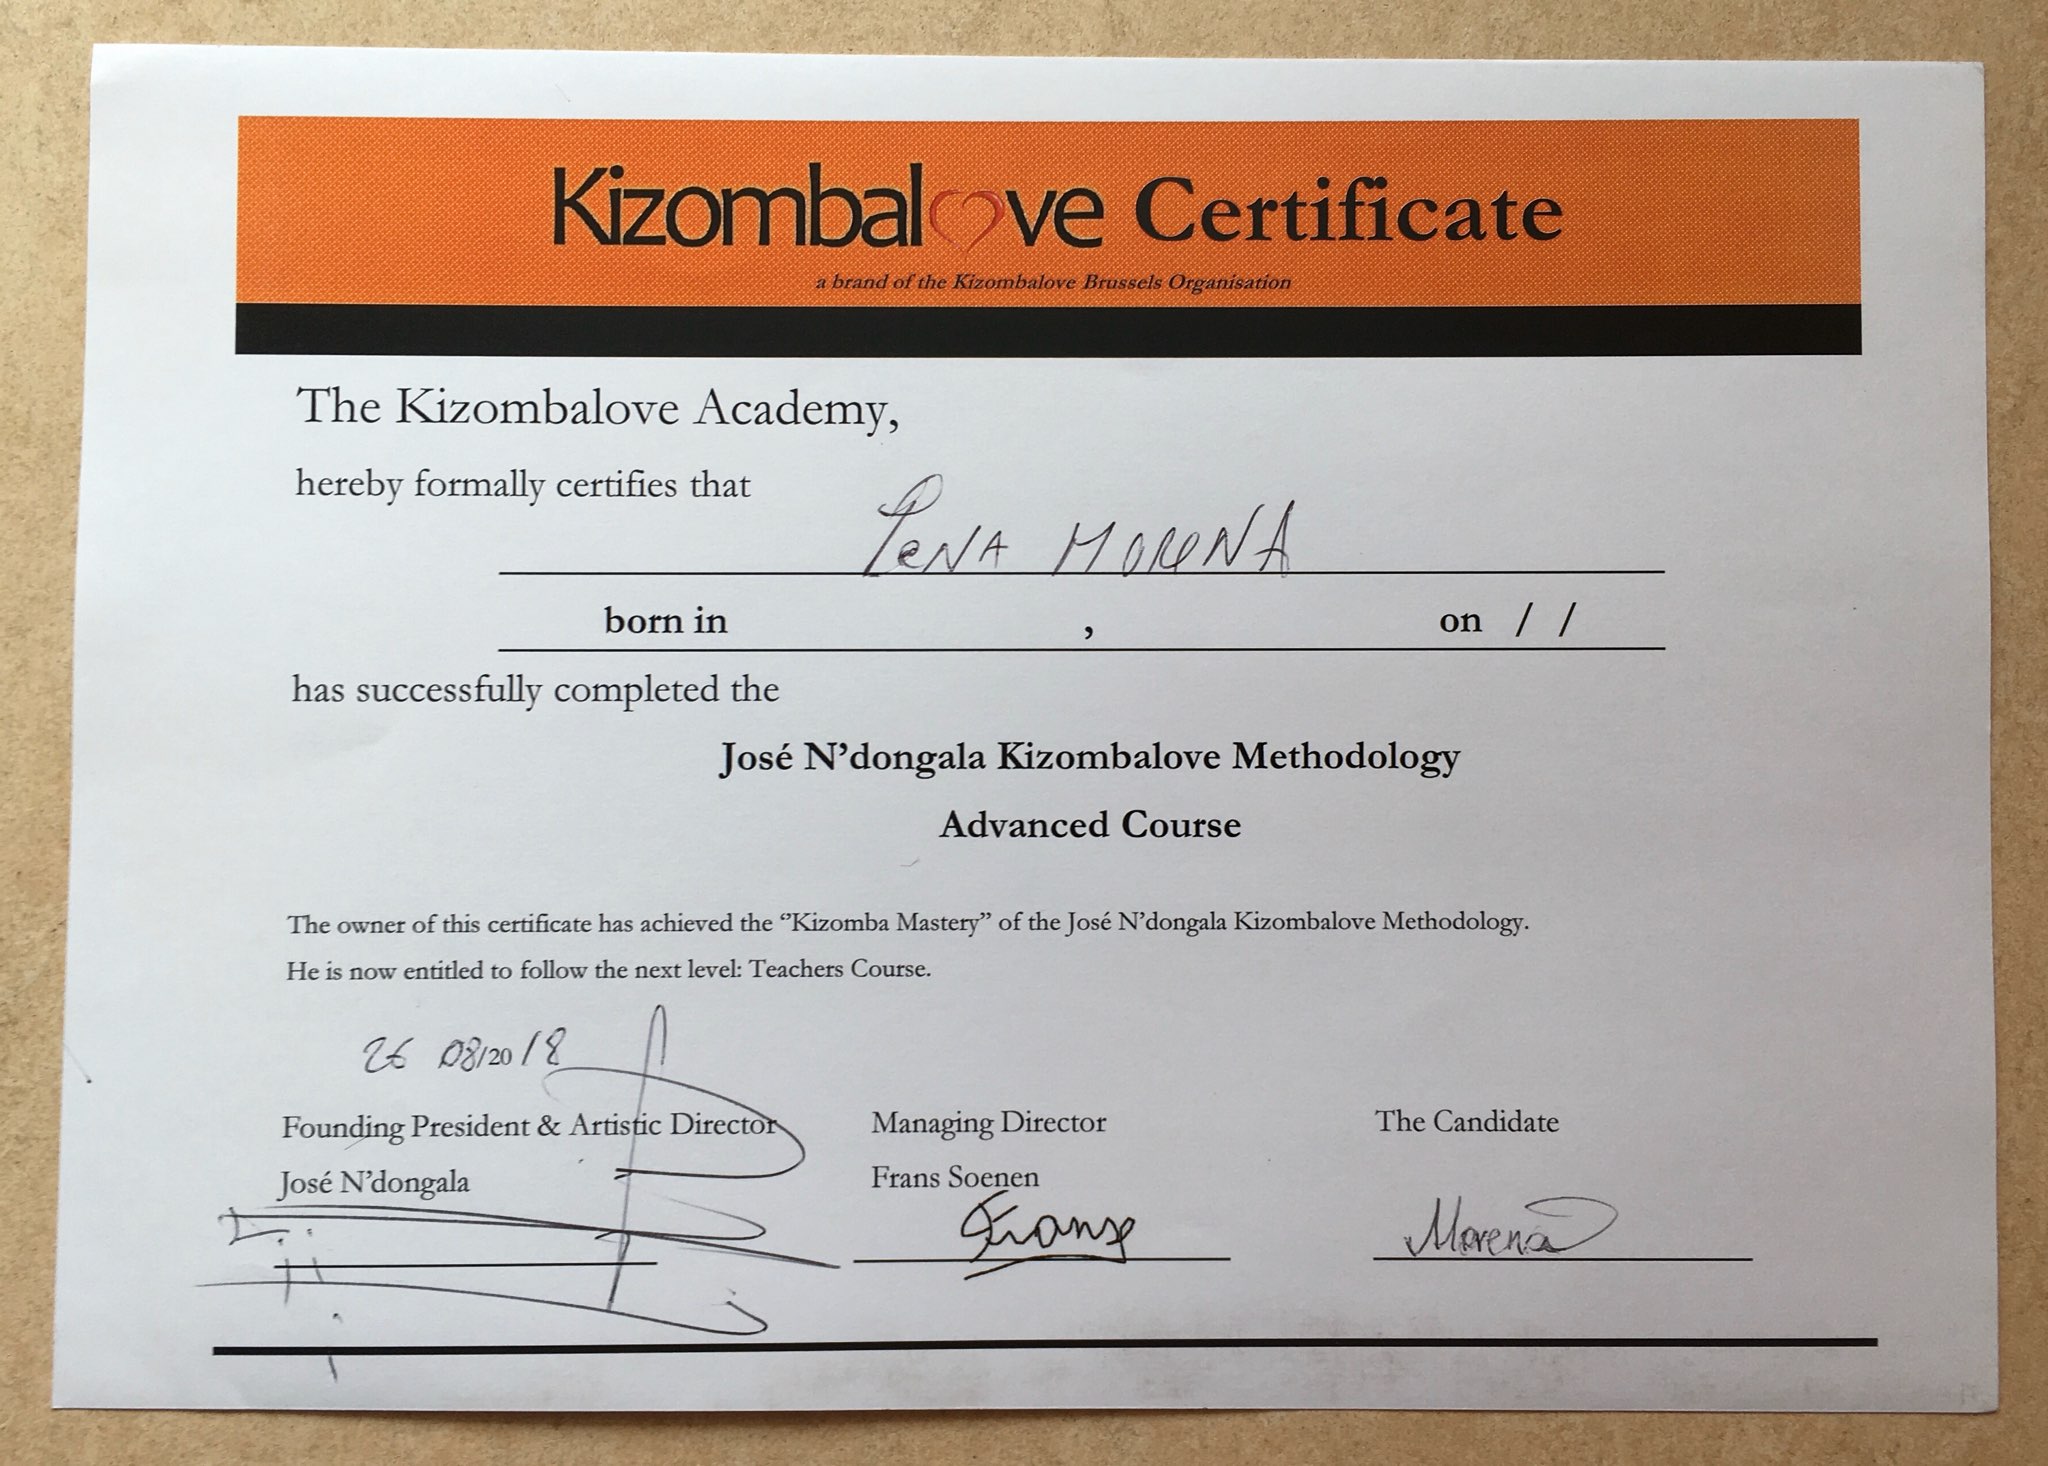 Kizombalove Certificate
a brand of the Kizombalove Brussels Organisation
The Kizombalove Academy,
hereby formally certifies that
MORENA
born in , on / /
has successfully completed the
José N’dongala Kizombalove Methodology
Advanced Course
The owner of this certificate has achieved the “Kizomba Mastery” of the José N’dongala Kizombalove Methodology.
He is now entitled to follow the next level: Teachers Course.
26 08/20 18
Founding President & Artistic Director
José N’dongala
Managing Director
Frans Soenen
The Candidate
Morena